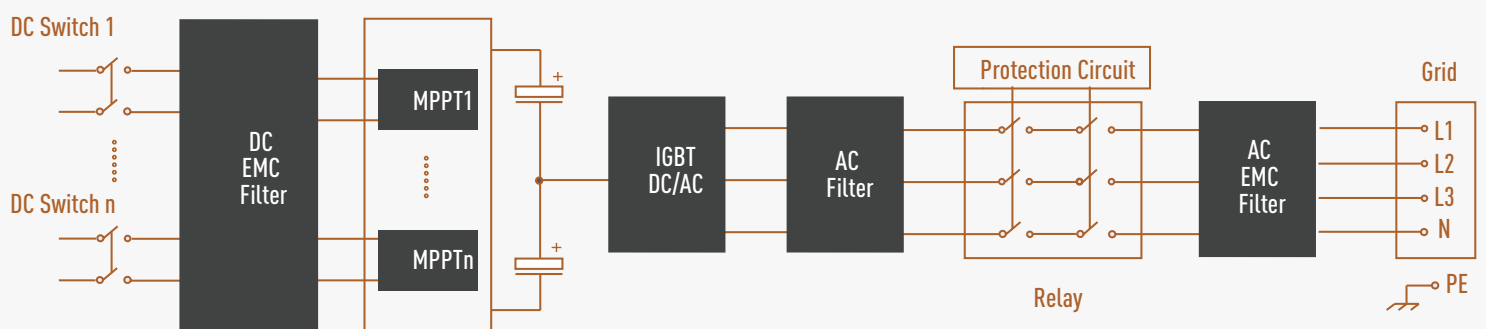 DC Switch 1
DC Switch n
DC
EMC
Filter
MPPT1
MPPTn
+
+
IGBT
DC/AC
AC
Filter
Protection Circuit
Relay
AC
EMC
Filter
Grid
L1
L2
L3
N
PE